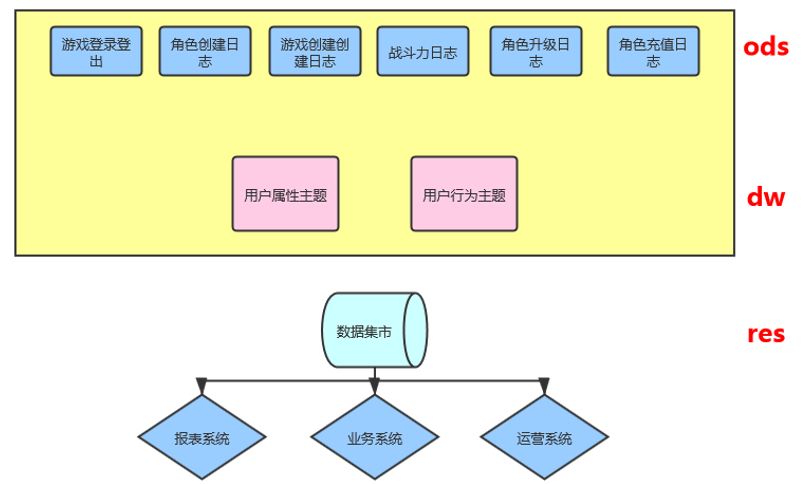 游戏登录登
出
角色创建日
志
游戏创建创
建日志
战斗力日志
角色升级日
志
角色充值日
志
ods
用户属性主题
用户行为主题
dw
数据集市
res
报表系统
业务系统
运营系统